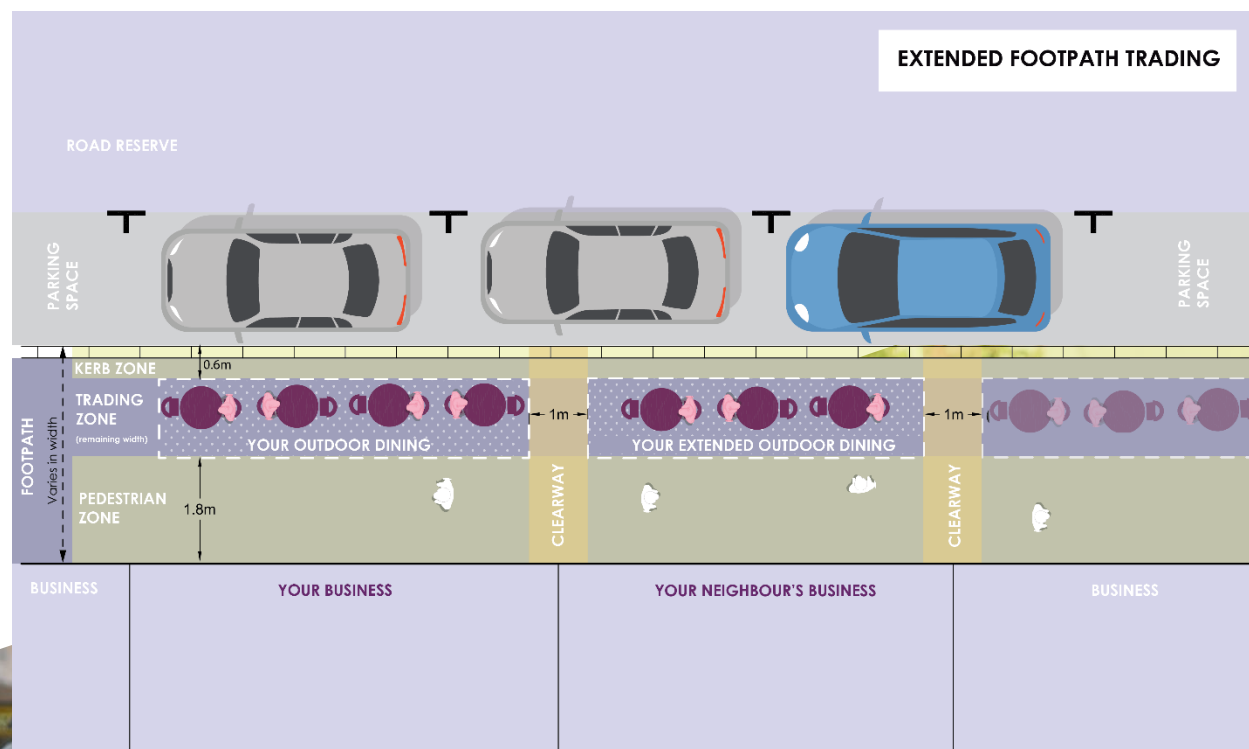 EXTENDED FOOTPATH TRADING
ROAD RESERVE
PARKING
SPACE
PARKING
SPACE
0.6m
KERB ZONE
TRADING
ZONE
(remaining width)
YOUR OUTDOOR DINING
1m
YOUR EXTENDED OUTDOOR DINING
1m
FOOTPATH
Varies in width
PEDESTRIAN
ZONE
1.8m
CLEARWAY
CLEARWAY
BUSINESS
YOUR BUSINESS
YOUR NEIGHBOUR'S BUSINESS
BUSINESS